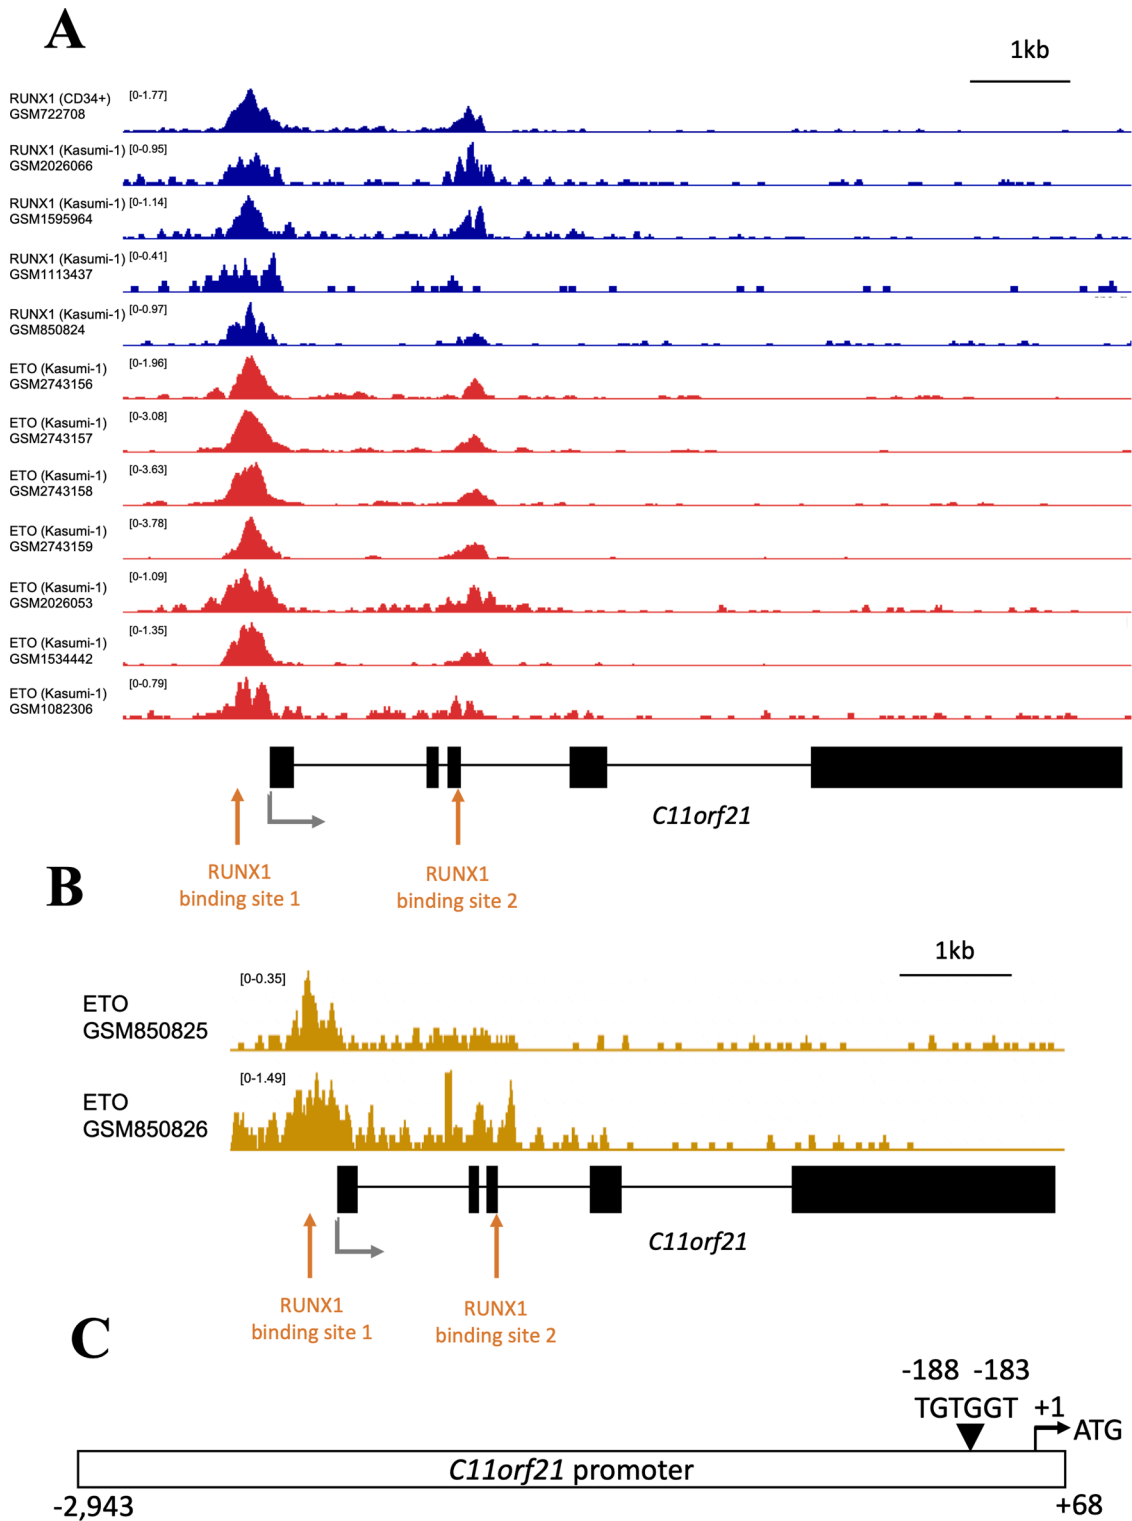 A
1kb
RUNX1 (CD34+) [0-1.77]
GSM722708
RUNX1 (Kasumi-1) [0-0.95]
GSM2026066
RUNX1 (Kasumi-1) [0-1.14]
GSM1595964
RUNX1 (Kasumi-1) [0-0.41]
GSM1113437
RUNX1 (Kasumi-1) [0-0.97]
GSM850824
ETO (Kasumi-1) [0-1.96]
GSM2743156
ETO (Kasumi-1) [0-3.08]
GSM2743157
ETO (Kasumi-1) [0-3.63]
GSM2743158
ETO (Kasumi-1) [0-3.78]
GSM2743159
ETO (Kasumi-1) [0-1.09]
GSM2026053
ETO (Kasumi-1) [0-1.35]
GSM1534442
ETO (Kasumi-1) [0-0.79]
GSM1082306
C11orf21
RUNX1
binding site 1
RUNX1
binding site 2
B
1kb
ETO [0-0.35]
GSM850825
ETO [0-1.49]
GSM850826
C11orf21
RUNX1
binding site 1
RUNX1
binding site 2
C
-188 -183
TGTGGT +1
ATG
C11orf21 promoter
-2,943 +68